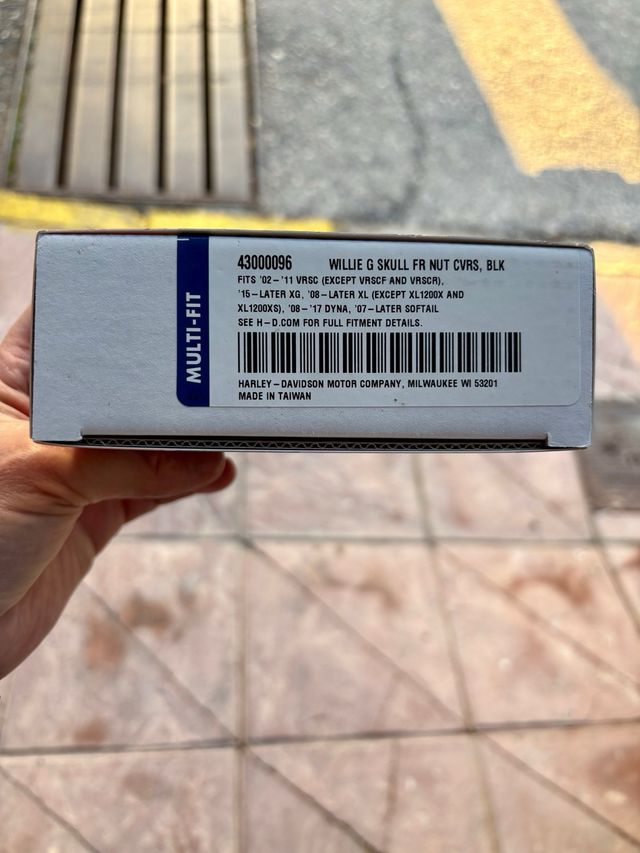 MULTI-FIT
43000096 WILLIE G SKULL FR NUT CVRS, BLK
FITS '02-'11 VRSC (EXCEPT VRSCF AND VRSCR),
'15-LATER XG, '08-LATER XL (EXCEPT XL1200X AND
XL1200XS), '08-'17 DYNA, '07-LATER SOFTAIL
SEE H-D.COM FOR FULL FITMENT DETAILS.
HARLEY-DAVIDSON MOTOR COMPANY, MILWAUKEE WI 53201
MADE IN TAIWAN